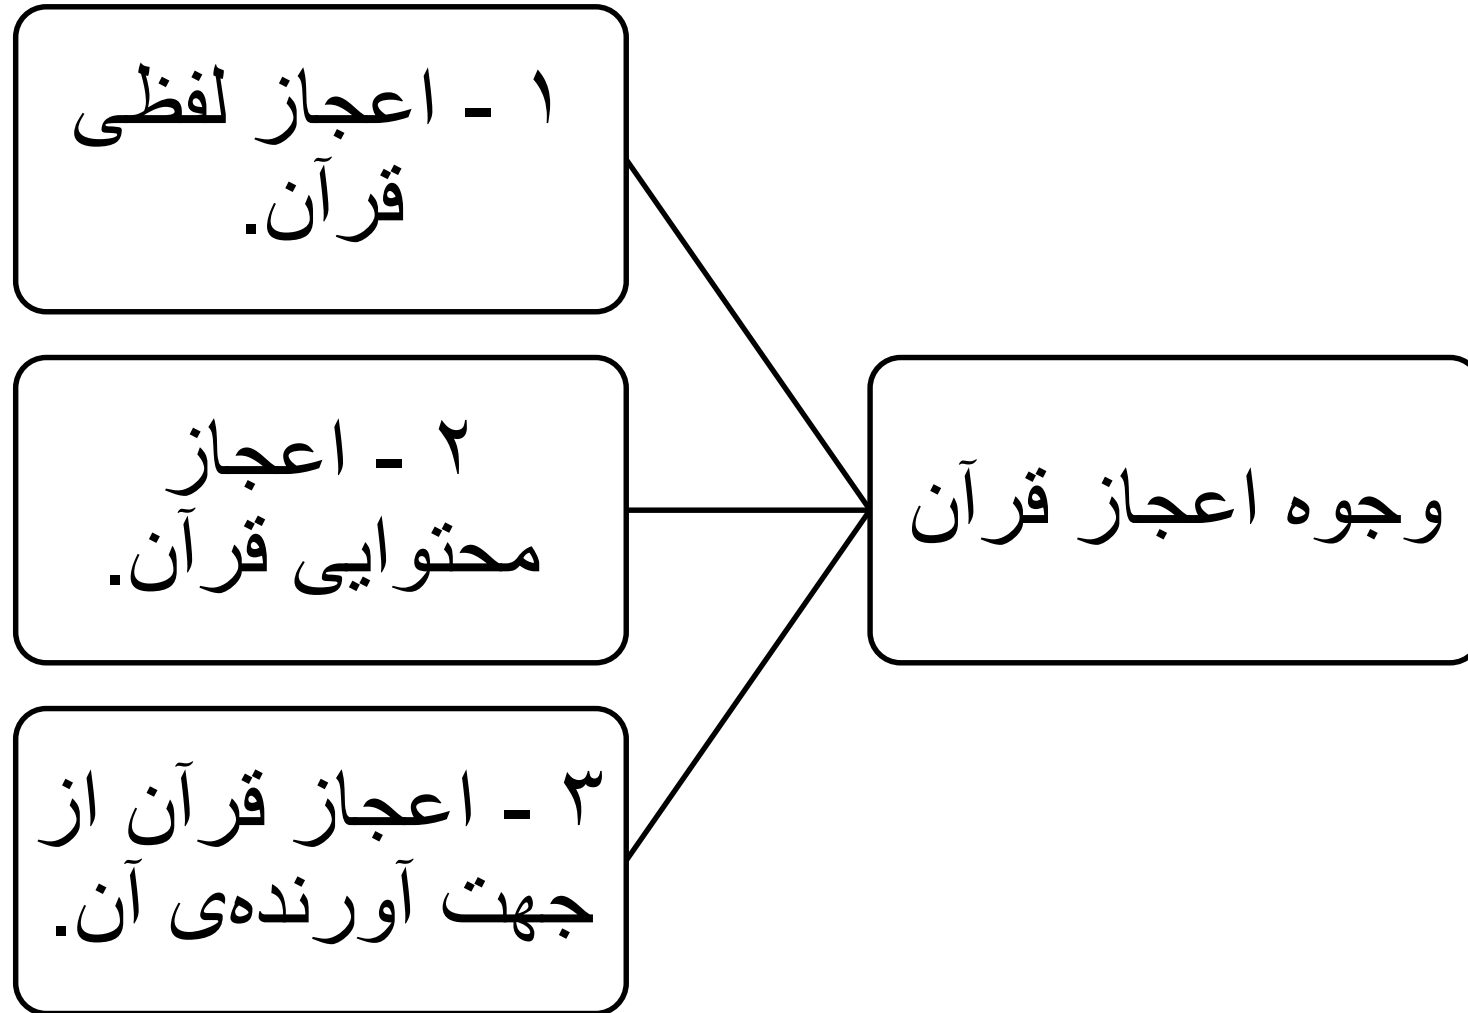 وجوه اعجاز قرآن
۱ - اعجاز لفظی
قرآن.
۲ - اعجاز
محتوایی قرآن.
۳ - اعجاز قرآن از
جهت آورنده‌ی آن.